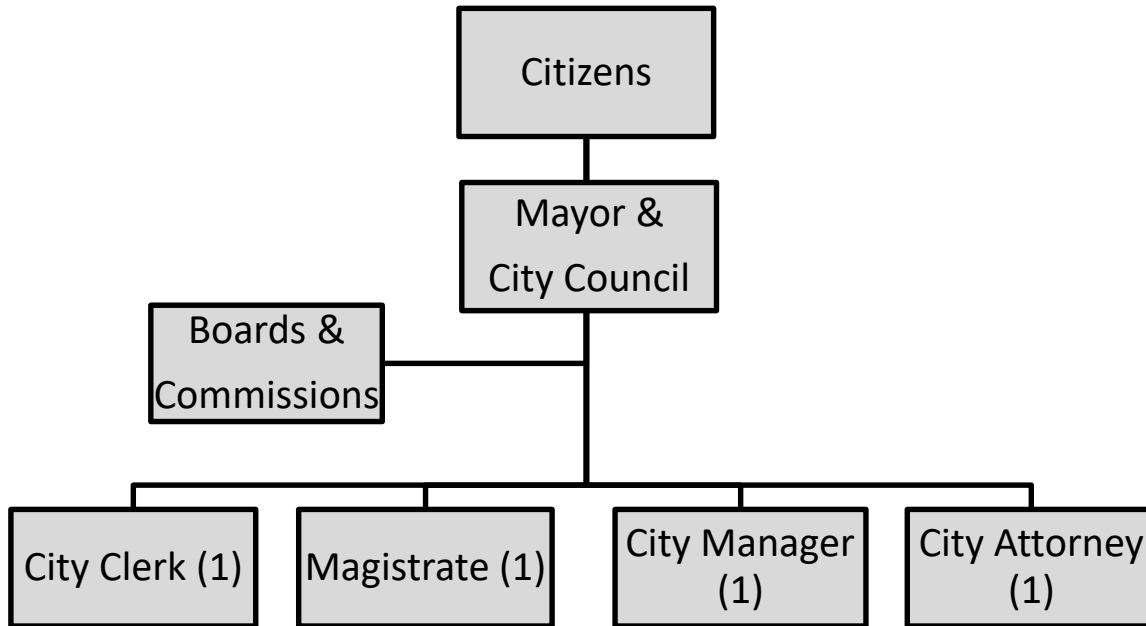 Citizens
Mayor &
City Council
Boards &
Commissions
City Clerk (1)
Magistrate (1)
City Manager
(1)
City Attorney
(1)